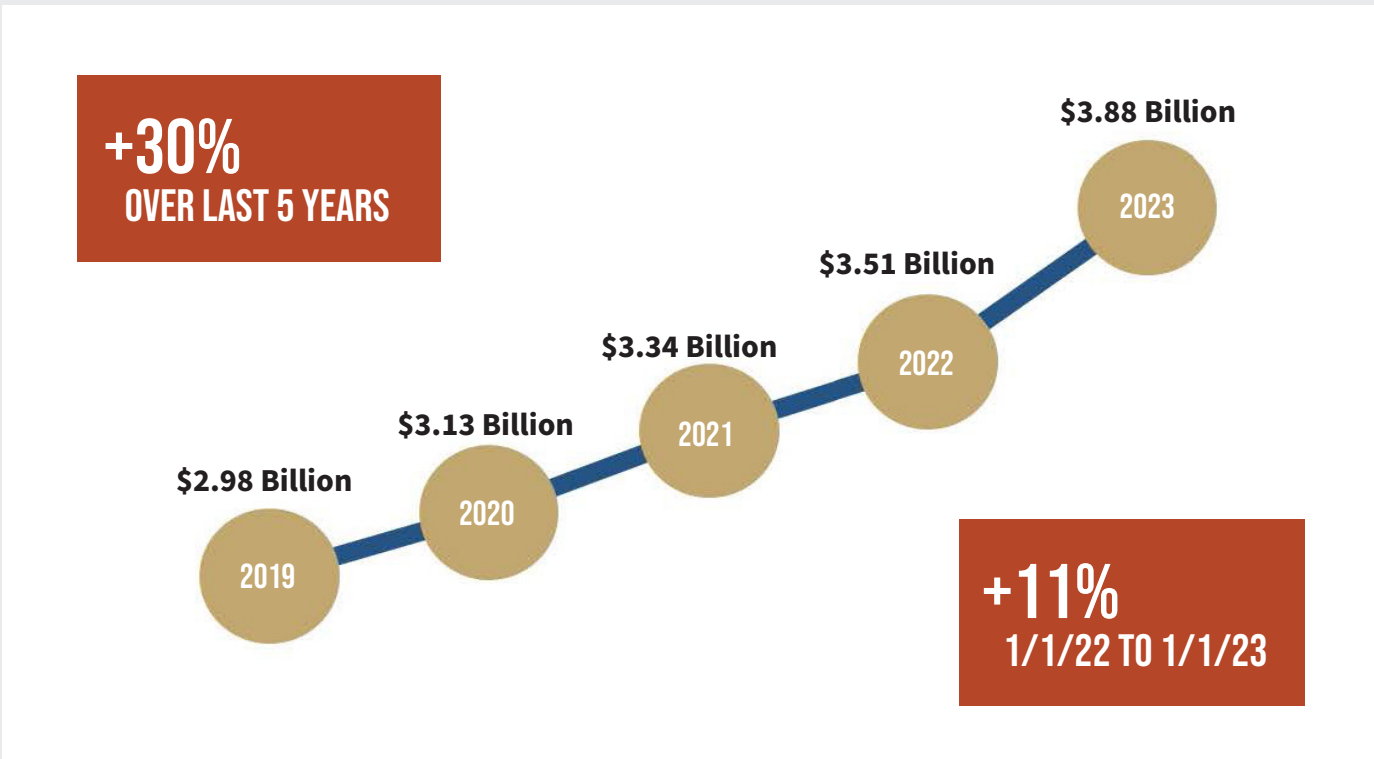 +30%
OVER LAST 5 YEARS
$3.88 Billion
2023
$3.51 Billion
2022
$3.34 Billion
2021
$3.13 Billion
2020
$2.98 Billion
2019
+11%
1/1/22 TO 1/1/23